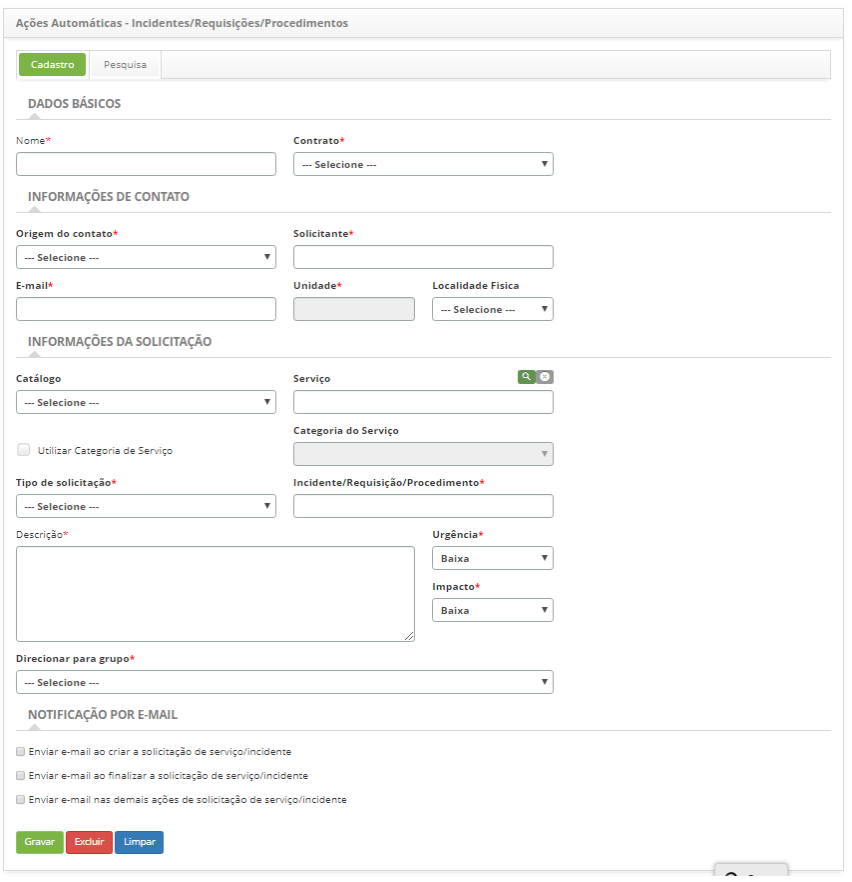 Ações Automáticas - Incidentes/Requisições/Procedimentos
Cadastro Pesquisa
DADOS BÁSICOS
Nome* Contrato*
--- Selecione ---
INFORMAÇÕES DE CONTATO
Origem do contato* Solicitante*
--- Selecione ---
E-mail* Unidade* Localidade Fisica
--- Selecione ---
INFORMAÇÕES DA SOLICITAÇÃO
Catálogo Serviço
--- Selecione ---
Categoria do Serviço
Utilizar Categoria de Serviço
Tipo de solicitação* Incidente/Requisição/Procedimento*
--- Selecione ---
Descrição* Urgência*
Baixa
Impacto*
Baixa
Direcionar para grupo*
--- Selecione ---
NOTIFICAÇÃO POR E-MAIL
Enviar e-mail ao criar a solicitação de serviço/incidente
Enviar e-mail ao finalizar a solicitação de serviço/incidente
Enviar e-mail nas demais ações de solicitação de serviço/incidente
Gravar Excluir Limpar